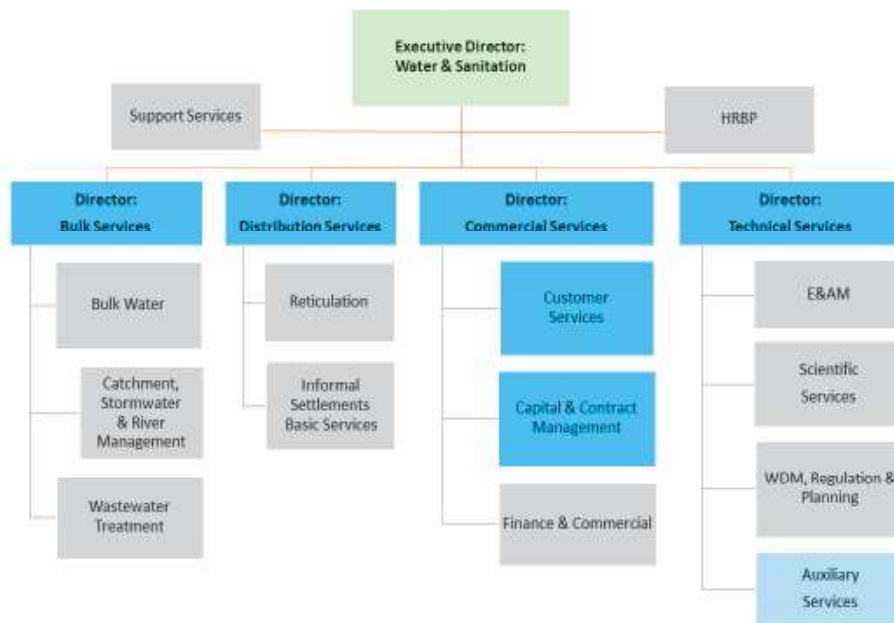 Executive Director:
Water & Sanitation
Support Services
HRBP
Director:
Bulk Services
Director:
Distribution Services
Director:
Commercial Services
Director:
Technical Services
Bulk Water
Catchment,
Stormwater
& River
Management
Wastewater
Treatment
Reticulation
Informal
Settlements
Basic Services
Customer
Services
Capital & Contract
Management
Finance & Commercial
E&AM
Scientific
Services
WDM, Regulation &
Planning
Auxiliary
Services